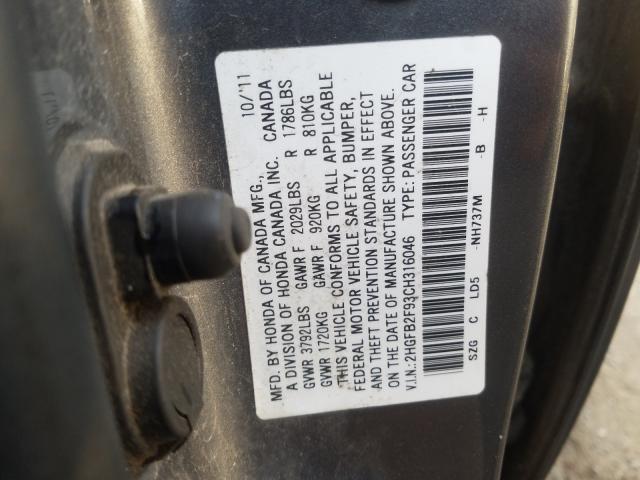 MFD. BY HONDA OF CANADA MFG., 10/'11
A DIVISION OF HONDA CANADA INC. CANADA
GVWR 3792LBS GAWR F 2029LBS R 1786LBS
GVWR 1720KG GAWR F 920KG R 810KG
THIS VEHICLE CONFORMS TO ALL APPLICABLE
FEDERAL MOTOR VEHICLE SAFETY, BUMPER,
AND THEFT PREVENTION STANDARDS IN EFFECT
ON THE DATE OF MANUFACTURE SHOWN ABOVE.
V.I.N.: 2HGFB2F93CH316046 TYPE: PASSENGER CAR
SZG C LD5 -NH737M -B -H